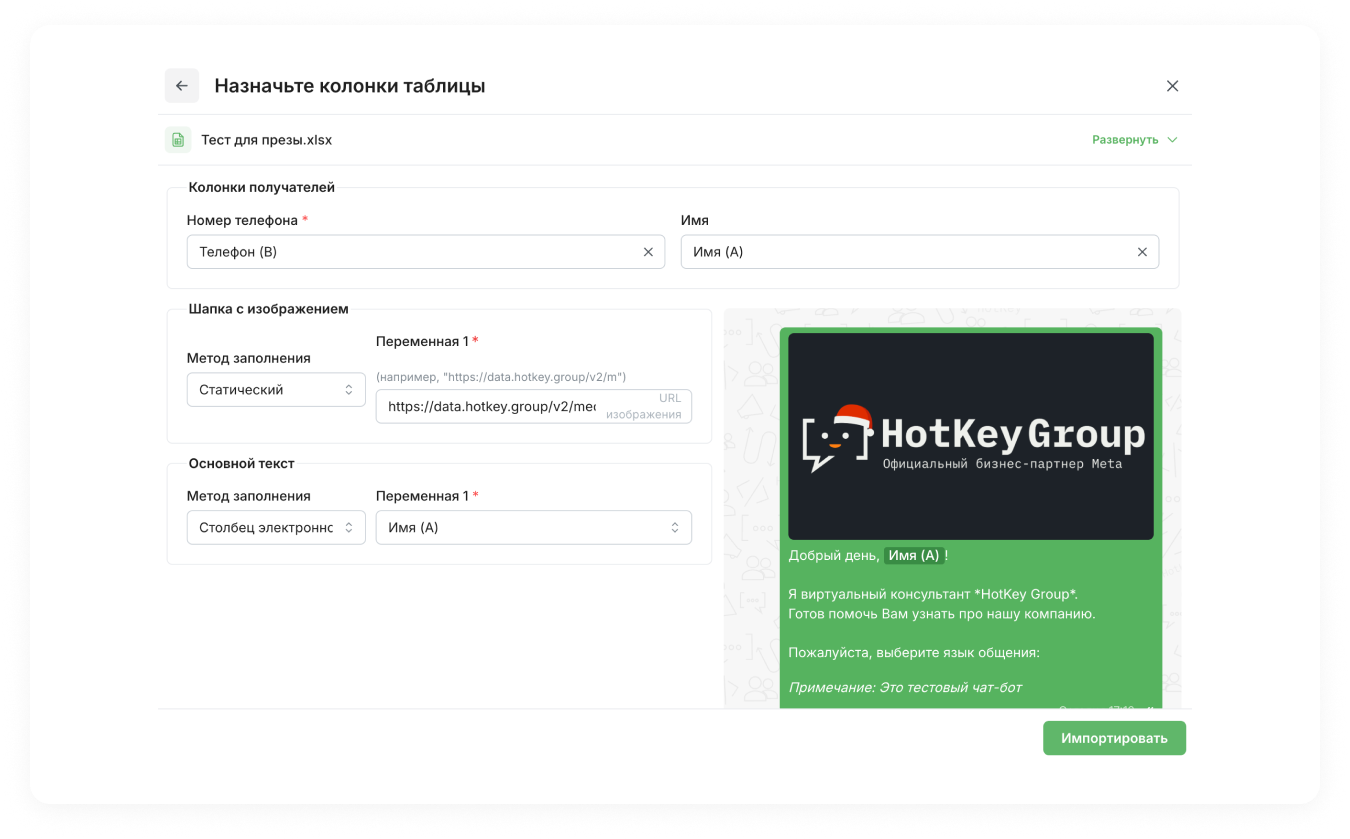 Назначьте колонки таблицы
Тест для презы.xlsx
Развернуть
Колонки получателей
Номер телефона *
Имя
Телефон (B)
Имя (A)
Шапка с изображением
Метод заполнения
Статический
Переменная 1 *
(например, "https://data.hotkey.group/v2/m")
https://data.hotkey.group/v2/mec
URL
изображения
Основной текст
Метод заполнения
Переменная 1 *
Столбец электроннс
Имя (A)
HotKey Group
Официальный бизнес-партнер Meta
Добрый день, Имя (A) !
Я виртуальный консультант *HotKey Group*.
Готов помочь Вам узнать про нашу компанию.
Пожалуйста, выберите язык общения:
Примечание: Это тестовый чат-бот
Импортировать